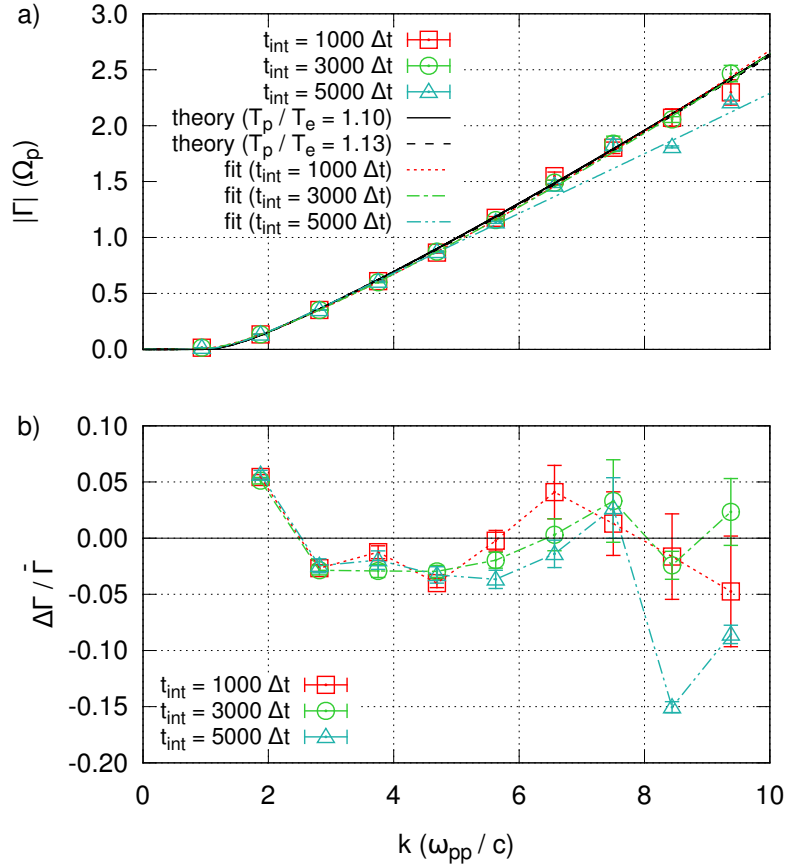 a)
3.0
2.5
2.0
1.5
1.0
0.5
0.0
|Γ| (Ωp)
tint = 1000 Δt
tint = 3000 Δt
tint = 5000 Δt
theory (Tp / Te = 1.10)
theory (Tp / Te = 1.13)
fit (tint = 1000 Δt)
fit (tint = 3000 Δt)
fit (tint = 5000 Δt)
b)
0.10
0.05
0.00
-0.05
-0.10
-0.15
-0.20
ΔΓ / Γ̄
tint = 1000 Δt
tint = 3000 Δt
tint = 5000 Δt
0 2 4 6 8 10
k (ωpp / c)